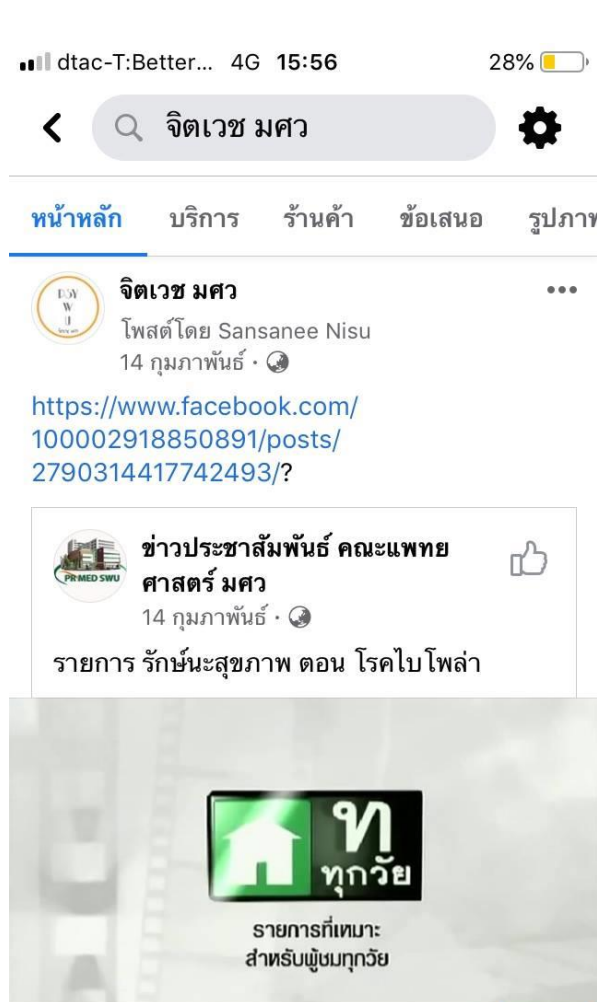 dtac-T:Better... 4G 15:56 28%
จิตเวช มศว
หน้าหลัก บริการ ร้านค้า ข้อเสนอ รูปภาพ
จิตเวช มศว
โพสต์โดย Sansanee Nisu
14 กุมภาพันธ์ ·
https://www.facebook.com/
100002918850891/posts/
2790314417742493/?
ข่าวประชาสัมพันธ์ คณะแพทย
ศาสตร์ มศว
PR MED SWU
14 กุมภาพันธ์ ·
รายการ รักษ์นะสุขภาพ ตอน โรคไบโพล่า
ท
ทุกวัย
รายการที่เหมาะ
สำหรับผู้ชมทุกวัย